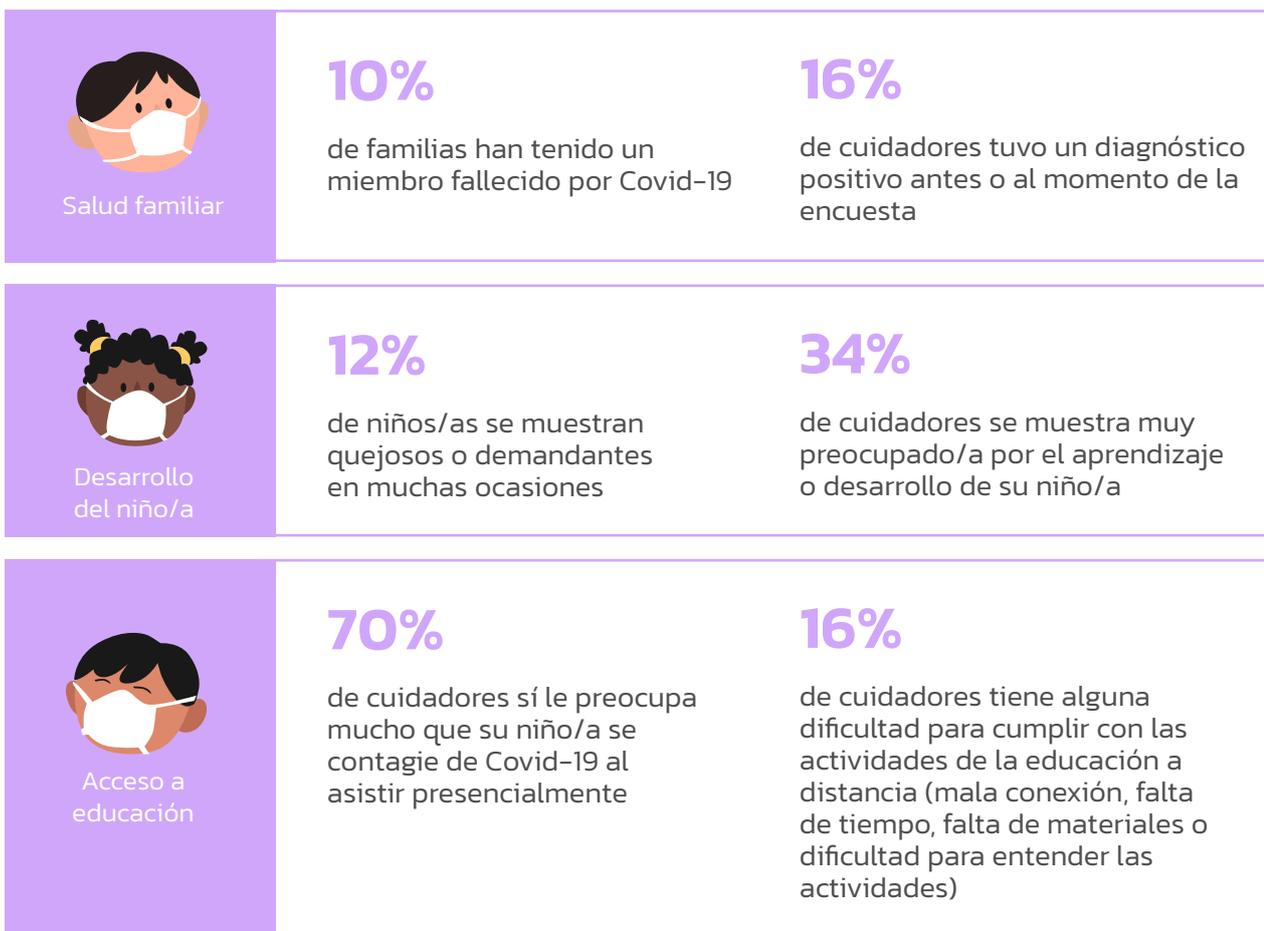 Salud familiar
10%
de familias han tenido un
miembro fallecido por Covid-19
16%
de cuidadores tuvo un diagnóstico
positivo antes o al momento de la
encuesta
Desarrollo
del niño/a
12%
de niños/as se muestran
quejosos o demandantes
en muchas ocasiones
34%
de cuidadores se muestra muy
preocupado/a por el aprendizaje
o desarrollo de su niño/a
Acceso a
educación
70%
de cuidadores sí le preocupa
mucho que su niño/a se
contagie de Covid-19 al
asistir presencialmente
16%
de cuidadores tiene alguna
dificultad para cumplir con las
actividades de la educación a
distancia (mala conexión, falta
de tiempo, falta de materiales o
dificultad para entender las
actividades)